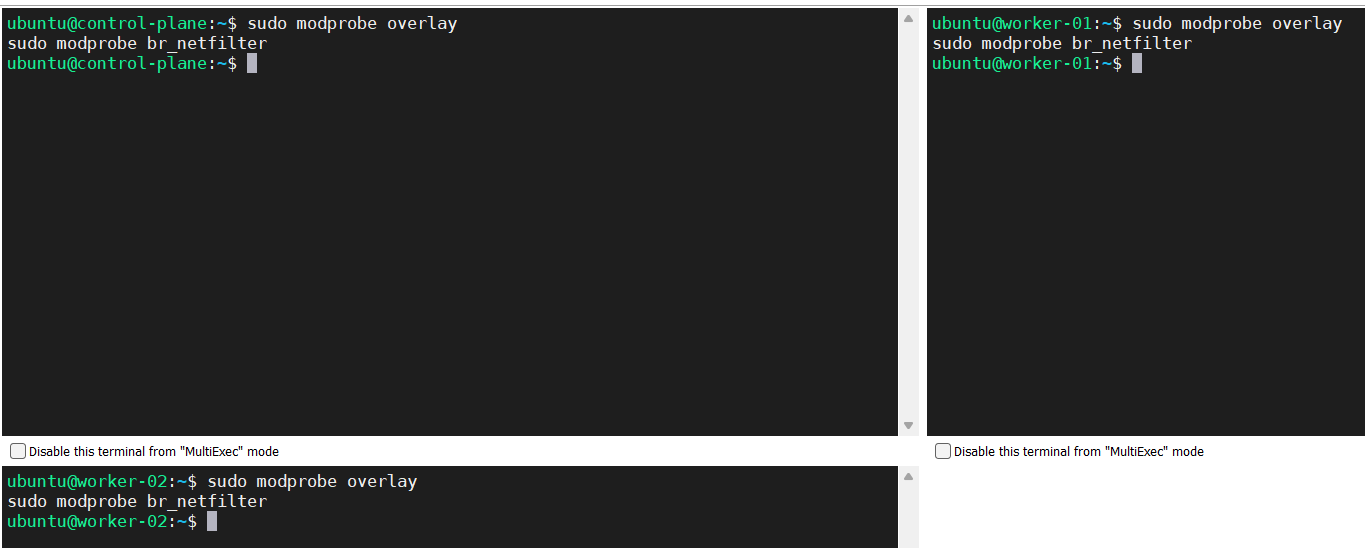 ubuntu@control-plane:~$ sudo modprobe overlay
sudo modprobe br_netfilter
ubuntu@control-plane:~$
Disable this terminal from "MultiExec" mode
ubuntu@worker-01:~$ sudo modprobe overlay
sudo modprobe br_netfilter
ubuntu@worker-01:~$
Disable this terminal from "MultiExec" mode
ubuntu@worker-02:~$ sudo modprobe overlay
sudo modprobe br_netfilter
ubuntu@worker-02:~$